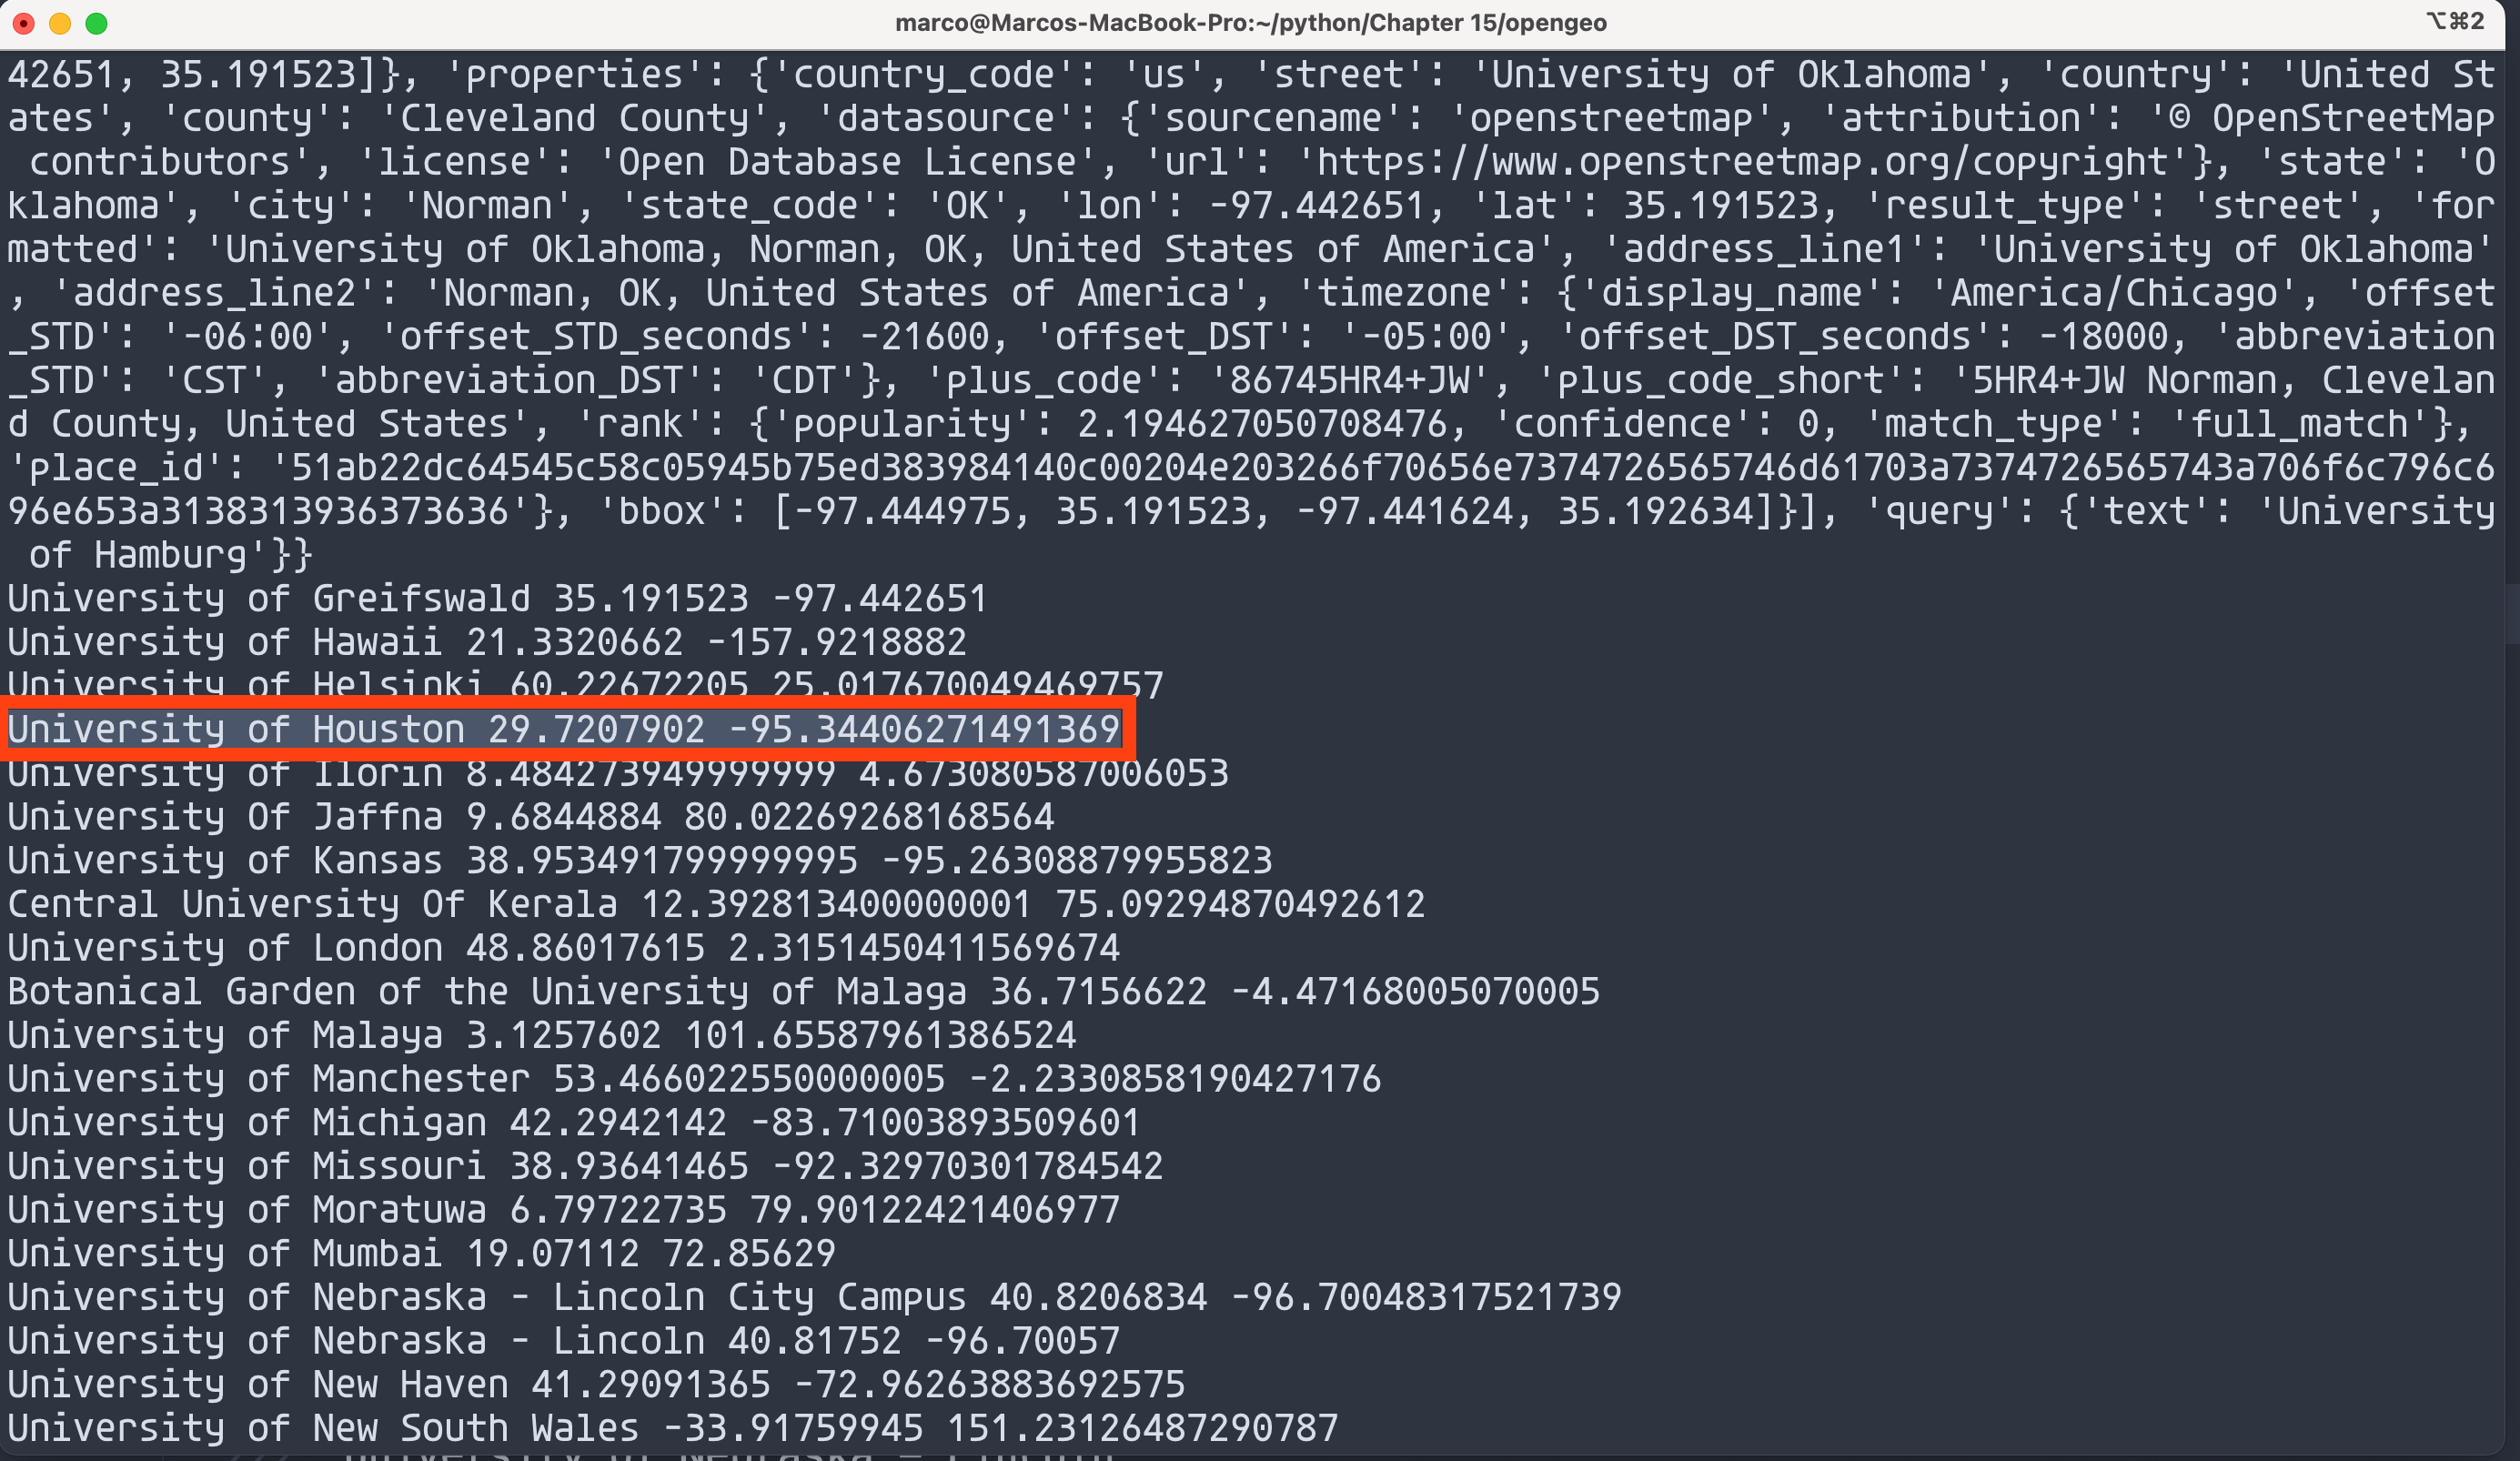 marco@Marcos-MacBook-Pro:~/python/Chapter 15/opengeo
⌥⌘2
42651, 35.191523]}, 'properties': {'country_code': 'us', 'street': 'University of Oklahoma', 'country': 'United St
ates', 'county': 'Cleveland County', 'datasource': {'sourcename': 'openstreetmap', 'attribution': '© OpenStreetMap
 contributors', 'license': 'Open Database License', 'url': 'https://www.openstreetmap.org/copyright'}, 'state': 'O
klahoma', 'city': 'Norman', 'state_code': 'OK', 'lon': -97.442651, 'lat': 35.191523, 'result_type': 'street', 'for
matted': 'University of Oklahoma, Norman, OK, United States of America', 'address_line1': 'University of Oklahoma'
, 'address_line2': 'Norman, OK, United States of America', 'timezone': {'display_name': 'America/Chicago', 'offset
_STD': '-06:00', 'offset_STD_seconds': -21600, 'offset_DST': '-05:00', 'offset_DST_seconds': -18000, 'abbreviation
_STD': 'CST', 'abbreviation_DST': 'CDT'}, 'plus_code': '86745HR4+JW', 'plus_code_short': '5HR4+JW Norman, Clevelan
d County, United States', 'rank': {'popularity': 2.194627050708476, 'confidence': 0, 'match_type': 'full_match'},
'place_id': '51ab22dc64545c58c05945b75ed383984140c00204e203266f70656e7374726565746d61703a7374726565743a706f6c796c6
96e653a3138313936373636'}, 'bbox': [-97.444975, 35.191523, -97.441624, 35.192634]}], 'query': {'text': 'University
 of Hamburg'}}
University of Greifswald 35.191523 -97.442651
University of Hawaii 21.3320662 -157.9218882
University of Helsinki 60.22672205 25.017670049469757
University of Houston 29.7207902 -95.34406271491369
University of Ilorin 8.484273949999999 4.673080587006053
University Of Jaffna 9.6844884 80.02269268168564
University of Kansas 38.953491799999995 -95.26308879955823
Central University Of Kerala 12.392813400000001 75.09294870492612
University of London 48.86017615 2.3151450411569674
Botanical Garden of the University of Malaga 36.7156622 -4.47168005070005
University of Malaya 3.1257602 101.65587961386524
University of Manchester 53.466022550000005 -2.2330858190427176
University of Michigan 42.2942142 -83.71003893509601
University of Missouri 38.93641465 -92.32970301784542
University of Moratuwa 6.79722735 79.90122421406977
University of Mumbai 19.07112 72.85629
University of Nebraska - Lincoln City Campus 40.8206834 -96.70048317521739
University of Nebraska - Lincoln 40.81752 -96.70057
University of New Haven 41.29091365 -72.96263883692575
University of New South Wales -33.91759945 151.23126487290787